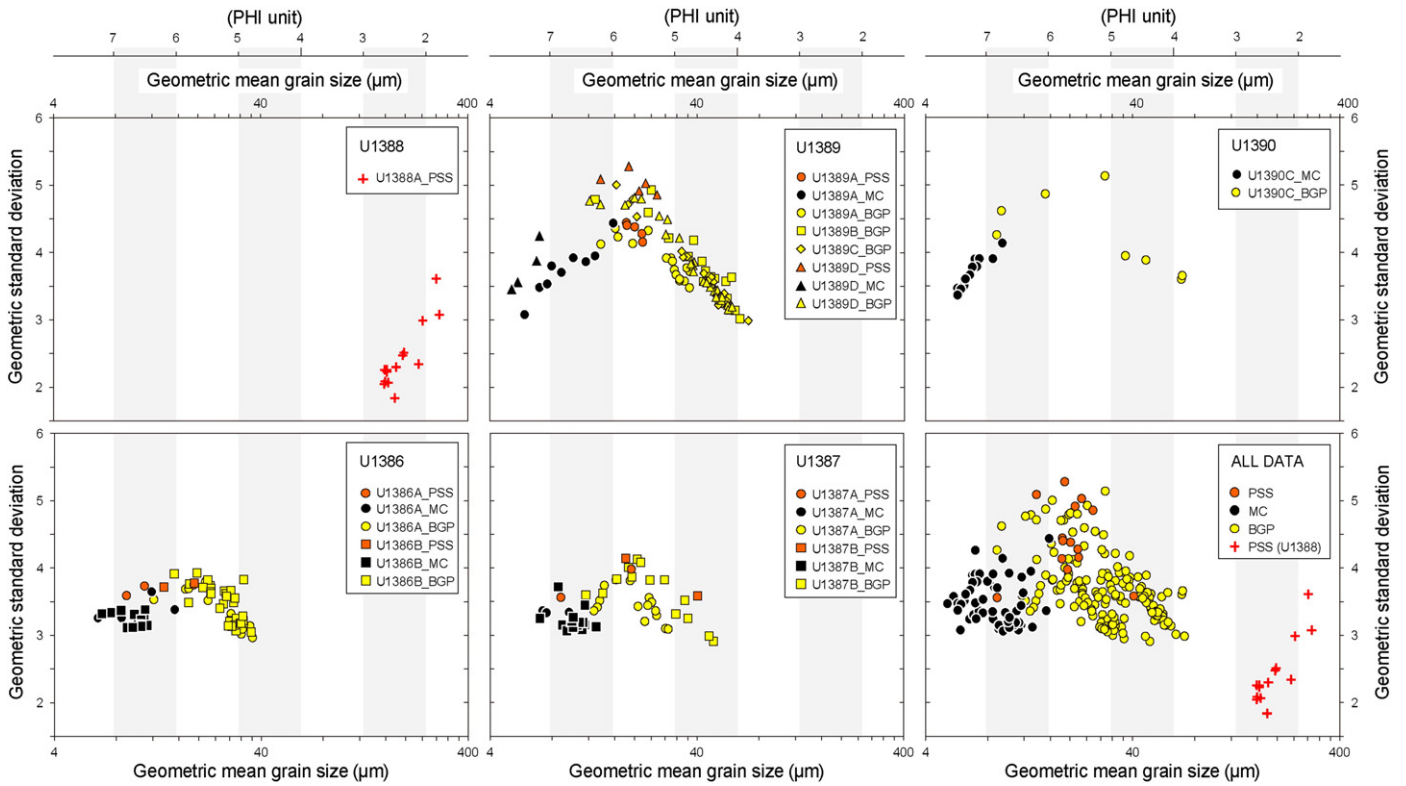 (PHI unit) (PHI unit) (PHI unit)
7 6 5 4 3 2 7 6 5 4 3 2 7 6 5 4 3 2
Geometric mean grain size (μm) Geometric mean grain size (μm) Geometric mean grain size (μm)
4 40 400 4 40 400 4 40 400
Geometric standard deviation
6
5
4
3
2
U1388
U1388A_PSS
U1389
U1389A_PSS
U1389A_MC
U1389A_BGP
U1389B_BGP
U1389C_BGP
U1389D_PSS
U1389D_MC
U1389D_BGP
U1390
U1390C_MC
U1390C_BGP
6
5
4
3
2
Geometric standard deviation
Geometric standard deviation
6
5
4
3
2
U1386
U1386A_PSS
U1386A_MC
U1386A_BGP
U1386B_PSS
U1386B_MC
U1386B_BGP
U1387
U1387A_PSS
U1387A_MC
U1387A_BGP
U1387B_PSS
U1387B_MC
U1387B_BGP
ALL DATA
PSS
MC
BGP
PSS (U1388)
6
5
4
3
2
Geometric standard deviation
4 40 400 4 40 400 4 40 400
Geometric mean grain size (μm) Geometric mean grain size (μm) Geometric mean grain size (μm)